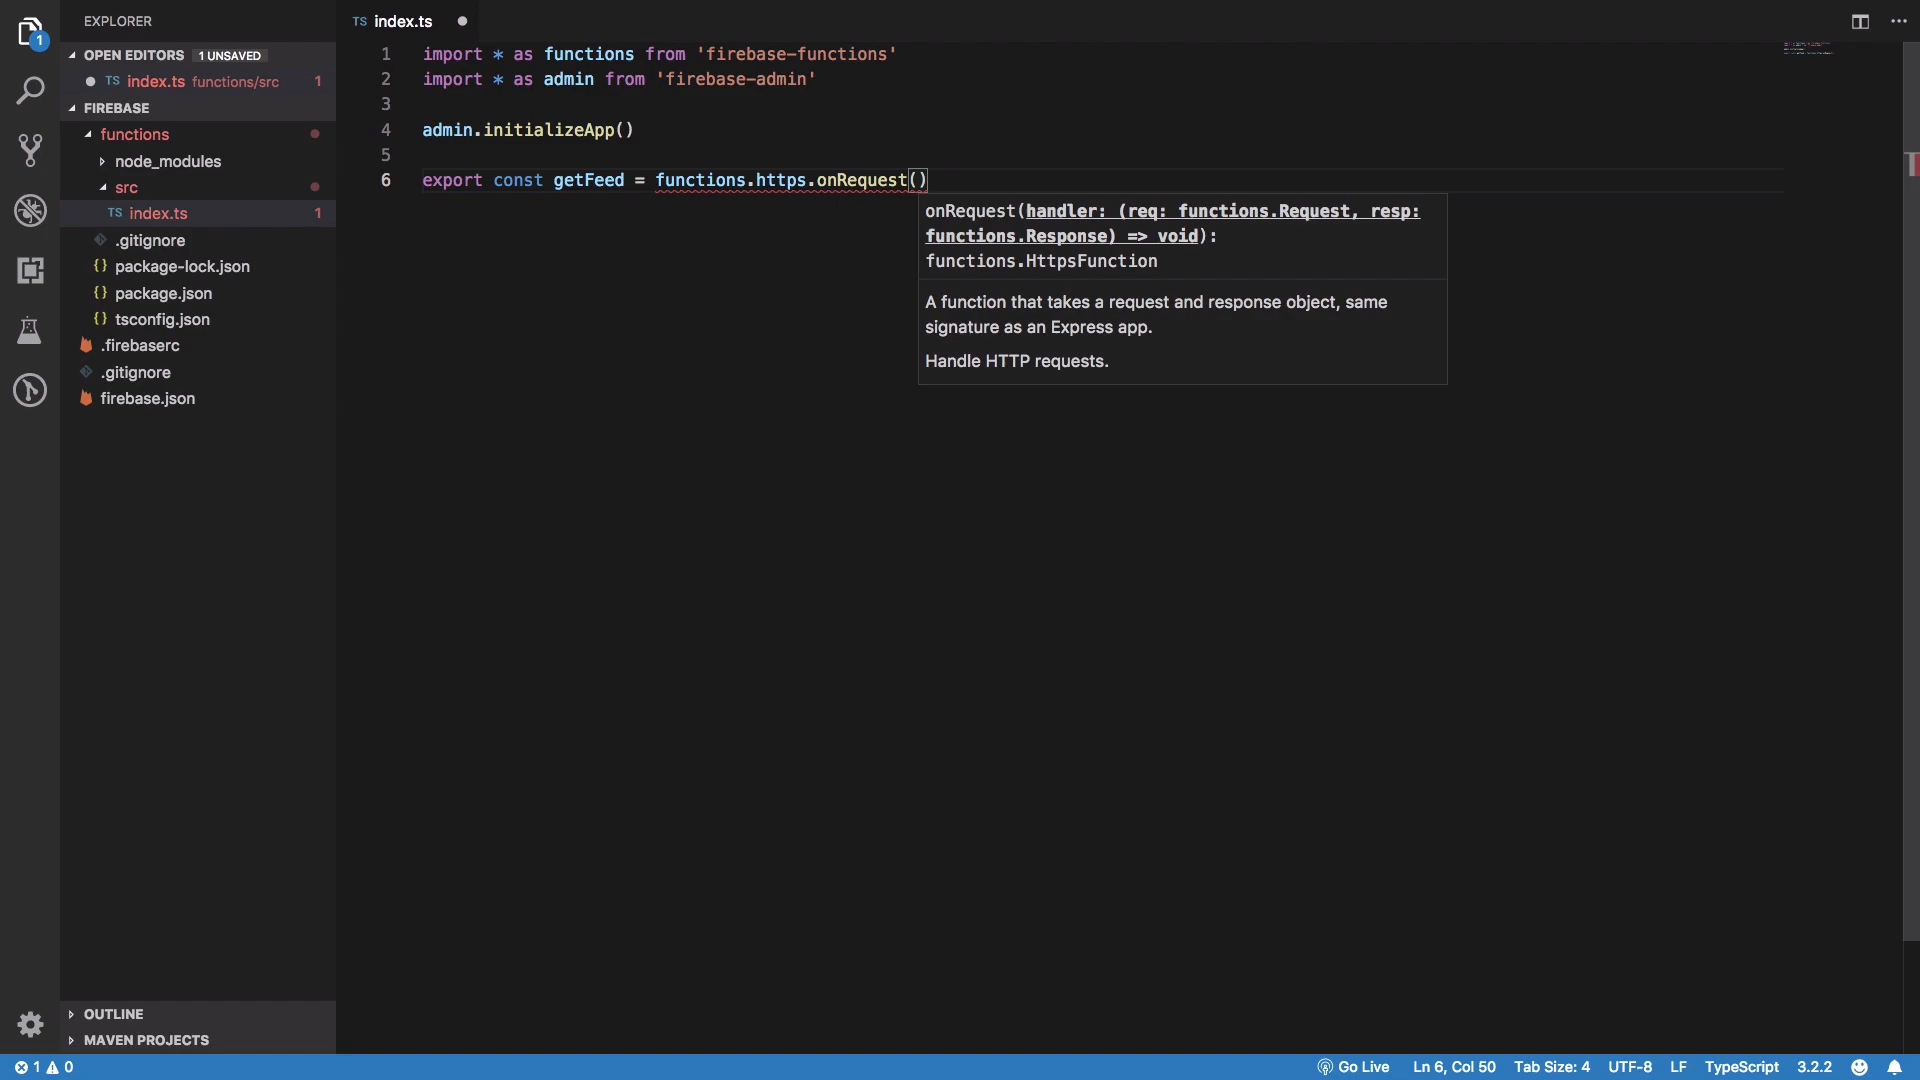 EXPLORER
OPEN EDITORS 1 UNSAVED
TS index.ts functions/src 1
FIREBASE
functions
node_modules
src
TS index.ts 1
.gitignore
{} package-lock.json
{} package.json
{} tsconfig.json
.firebaserc
.gitignore
firebase.json
OUTLINE
MAVEN PROJECTS
1
TS index.ts
1 import * as functions from 'firebase-functions'
2 import * as admin from 'firebase-admin'
3
4 admin.initializeApp()
5
6 export const getFeed = functions.https.onRequest()
onRequest(handler: (req: functions.Request, resp:
functions.Response) => void):
functions.HttpsFunction
A function that takes a request and response object, same
signature as an Express app.
Handle HTTP requests.
1 0 Go Live Ln 6, Col 50 Tab Size: 4 UTF-8 LF TypeScript 3.2.2